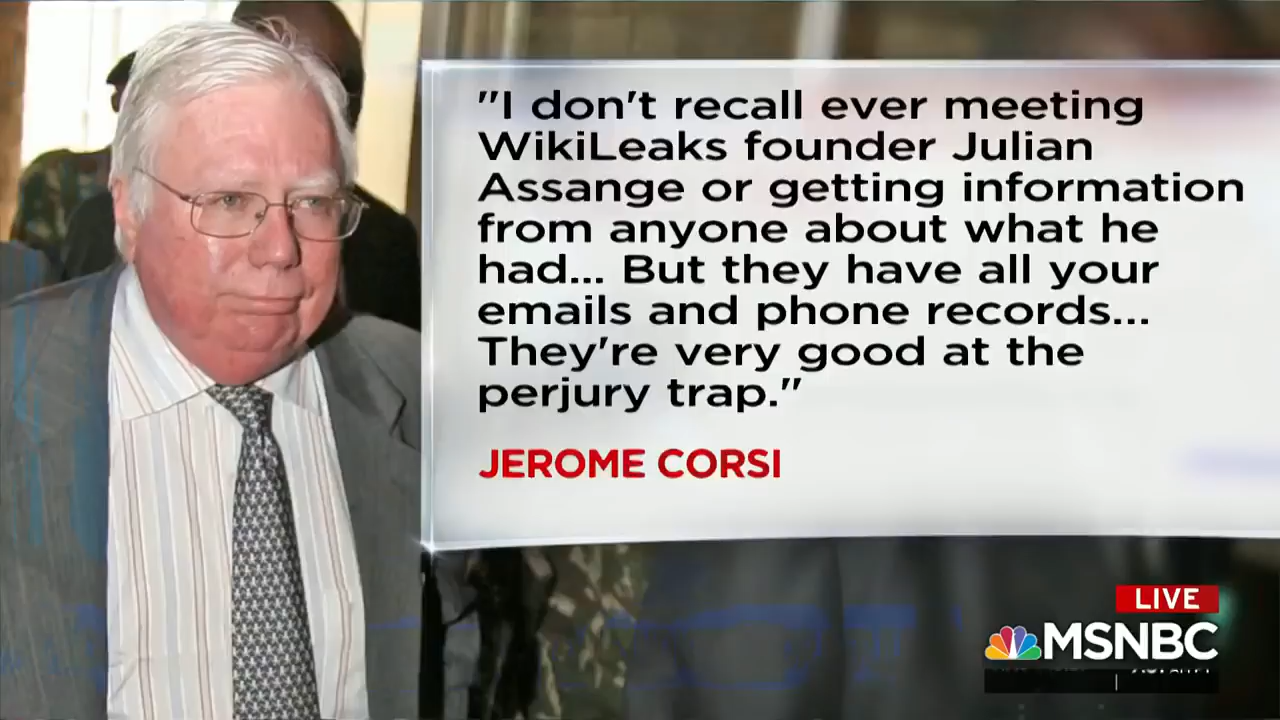 "I don't recall ever meeting
WikiLeaks founder Julian
Assange or getting information
from anyone about what he
had... But they have all your
emails and phone records...
They're very good at the
perjury trap."
JEROME CORSI
LIVE
MSNBC